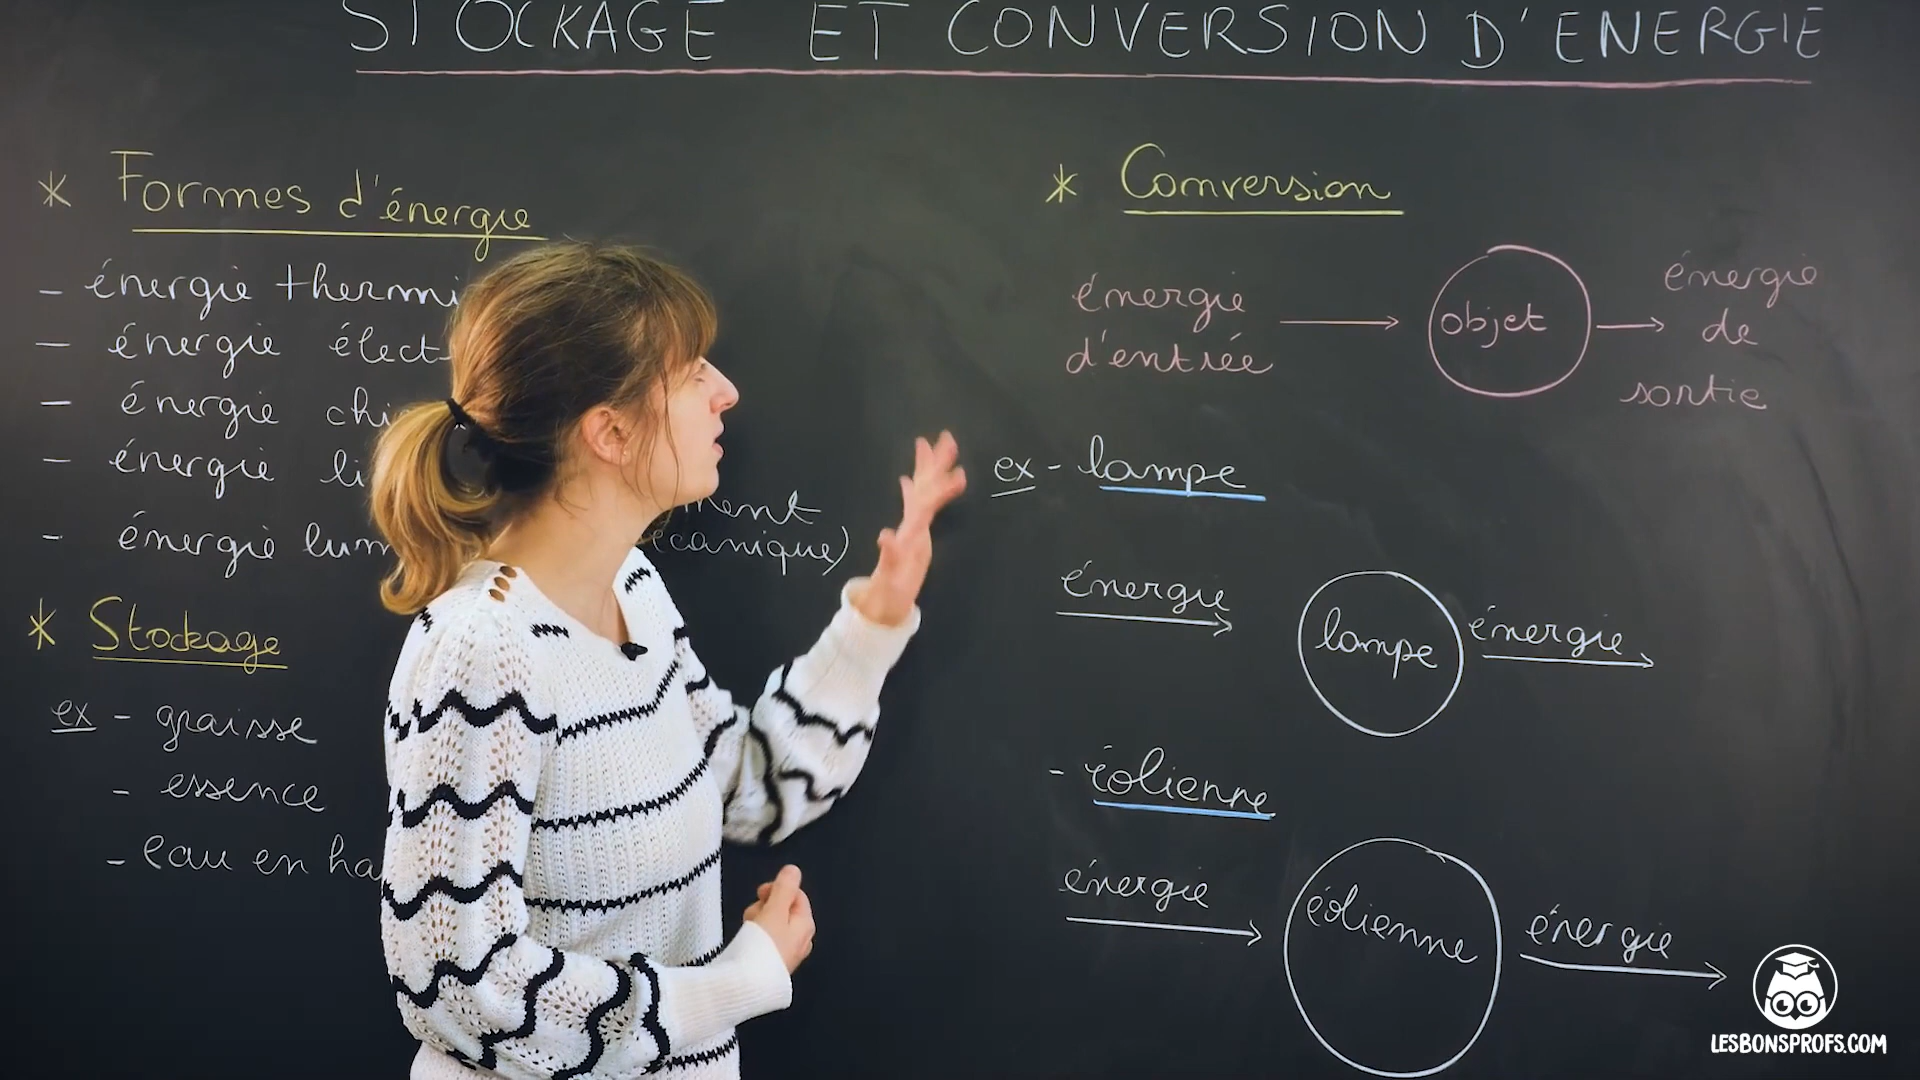 STOCKAGE ET CONVERSION D'ENERGIE
* Formes d'énergie
- énergie thermi
- énergie élect
- énergie chi
- énergie li
ment
- énergie lum
écanique)
* Stockage
ex - graisse
- essence
- eau en ha
* Conversion
énergie d'entrée
objet
énergie de sortie
ex - lampe
énergie
lampe
énergie
- éolienne
énergie
éolienne
énergie
LESBONSPROFS.COM